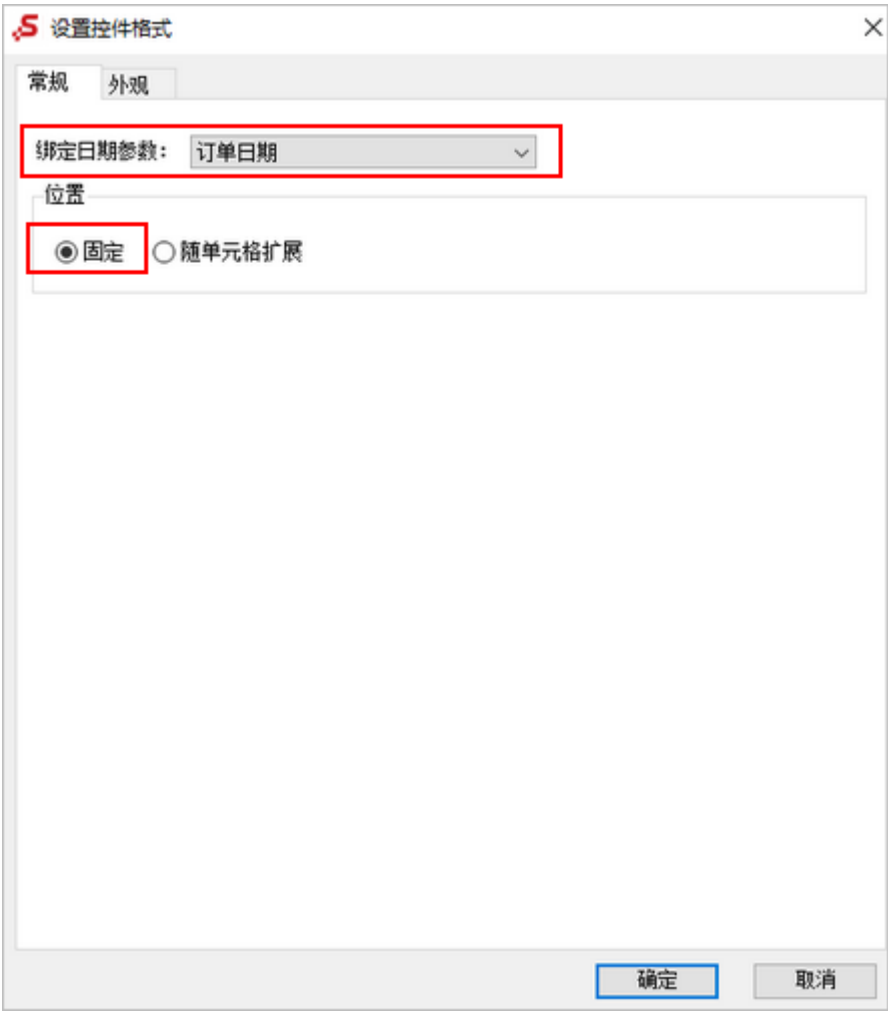 设置控件格式
常规 外观
绑定日期参数： 订单日期
位置
固定 随单元格扩展
确定 取消